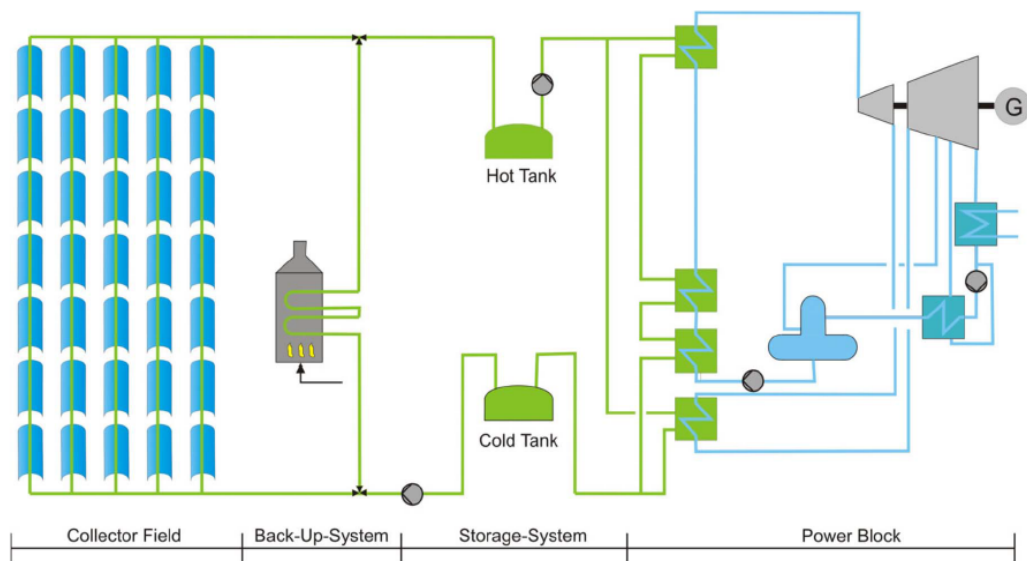 G
Hot Tank
Cold Tank
Collector Field
Back-Up-System
Storage-System
Power Block